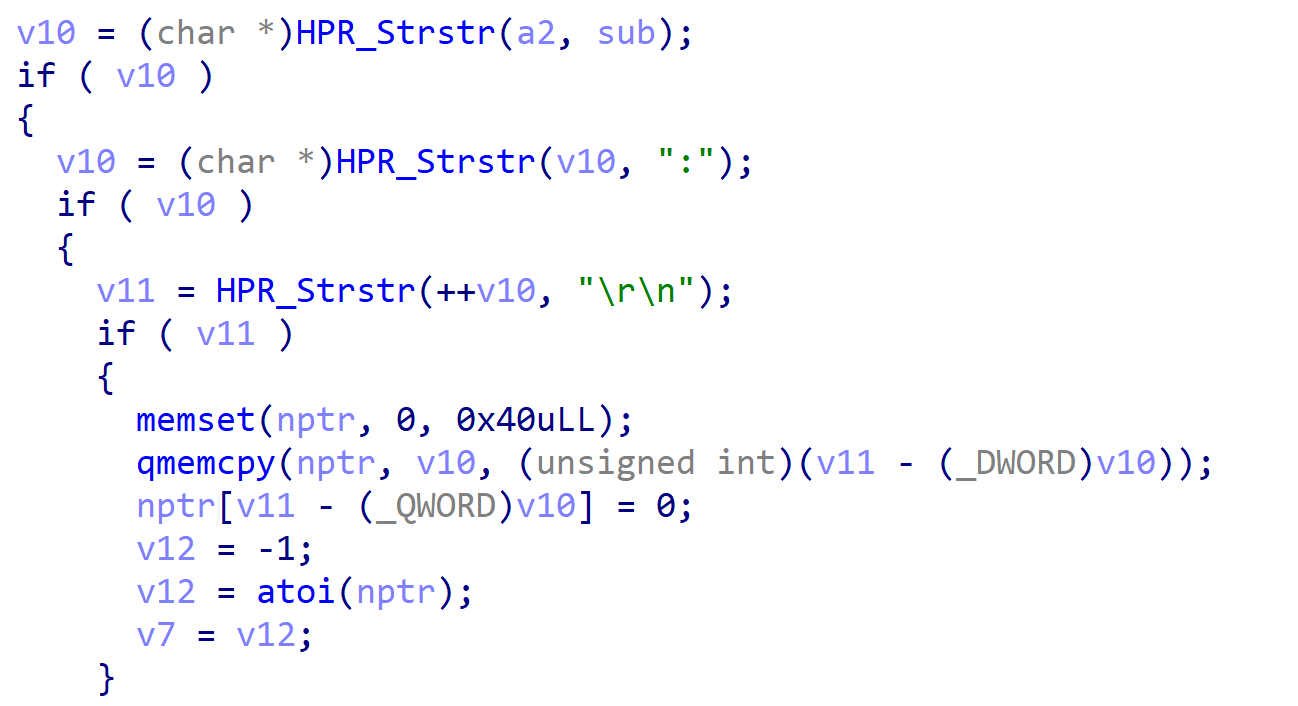 v10 = (char *)HPR_Strstr(a2, sub);
if ( v10 )
{
  v10 = (char *)HPR_Strstr(v10, ":");
  if ( v10 )
  {
    v11 = HPR_Strstr(++v10, "\r\n");
    if ( v11 )
    {
      memset(nptr, 0, 0x40uLL);
      qmemcpy(nptr, v10, (unsigned int)(v11 - (_DWORD)v10));
      nptr[v11 - (_QWORD)v10] = 0;
      v12 = -1;
      v12 = atoi(nptr);
      v7 = v12;
    }